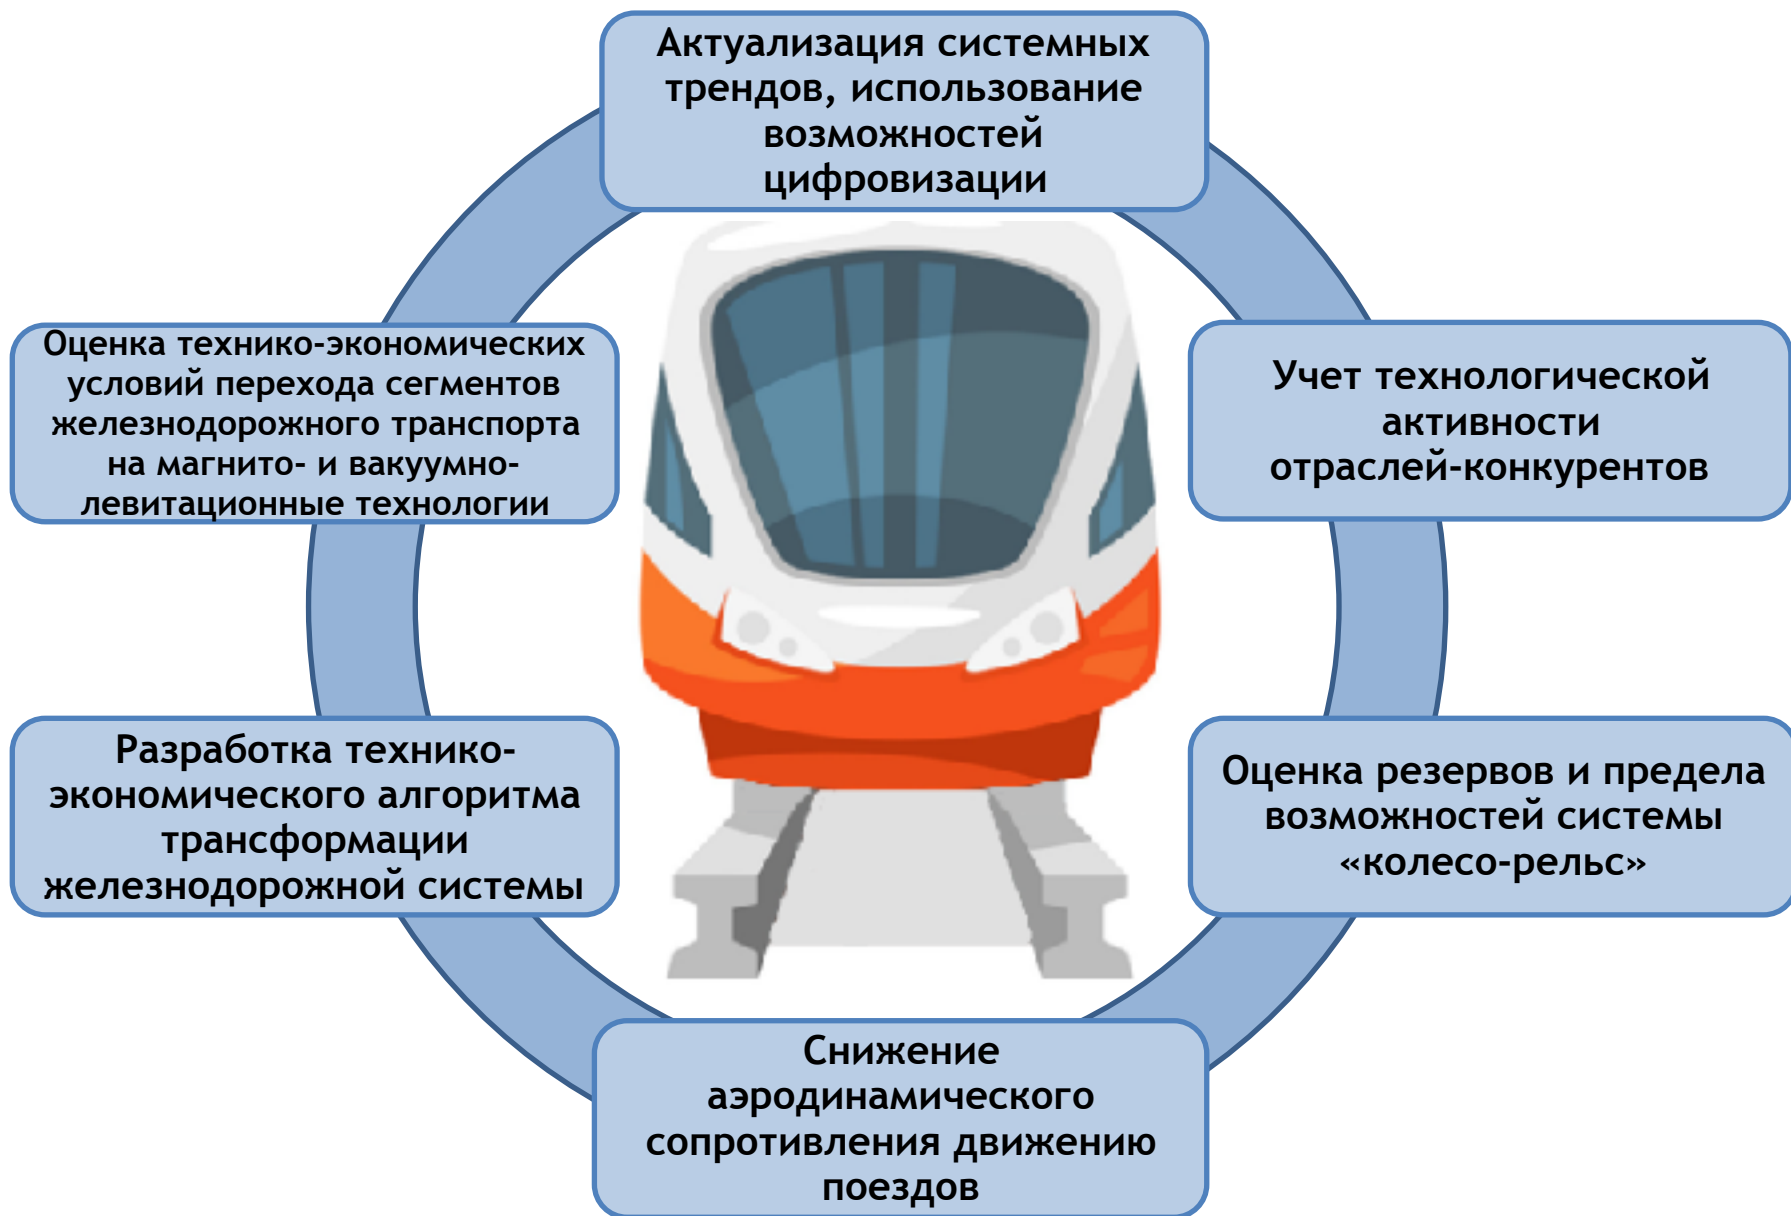 Актуализация системных
трендов, использование
возможностей
цифровизации
Учет технологической
активности
отраслей-конкурентов
Оценка резервов и предела
возможностей системы
«колесо-рельс»
Снижение
аэродинамического
сопротивления движению
поездов
Разработка технико-
экономического алгоритма
трансформации
железнодорожной системы
Оценка технико-экономических
условий перехода сегментов
железнодорожного транспорта
на магнито- и вакуумно-
левитационные технологии